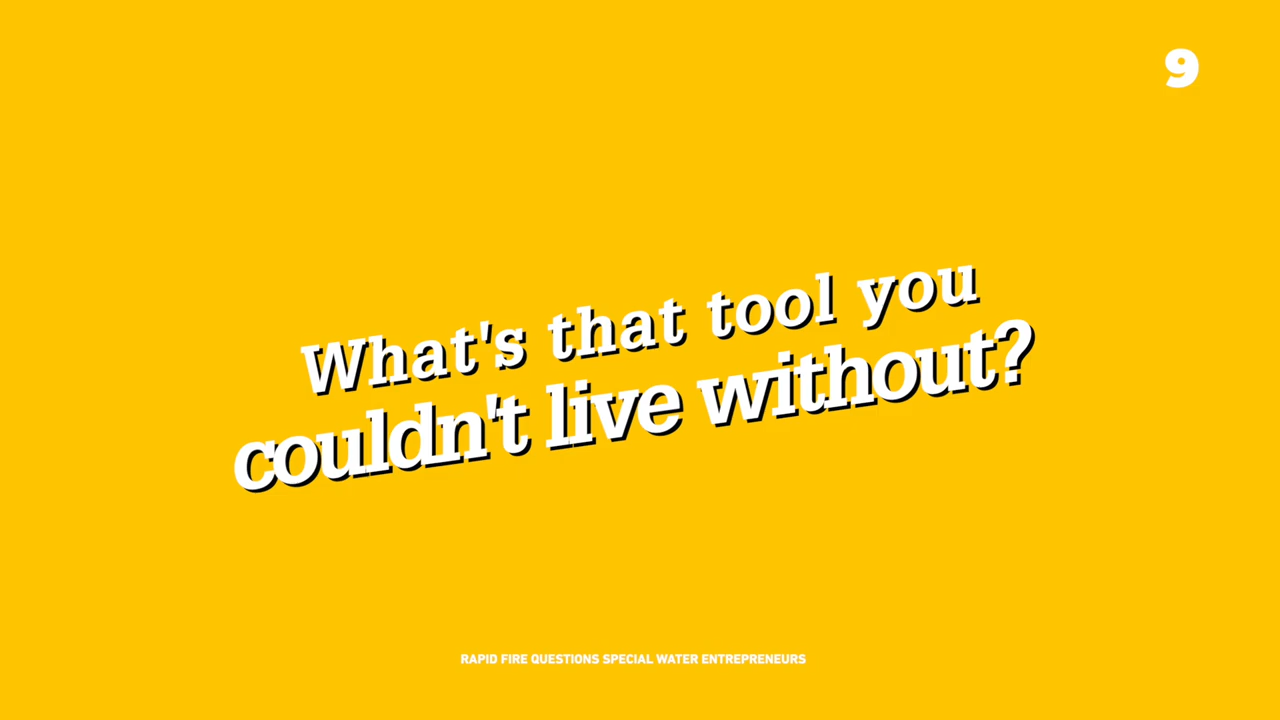 9
What's that tool you
couldn't live without?
RAPID FIRE QUESTIONS SPECIAL WATER ENTREPRENEURS